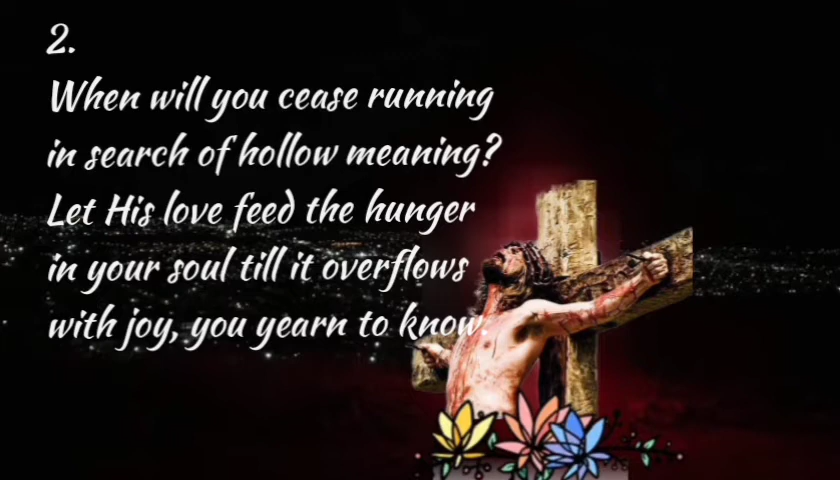 2.
When will you cease running
in search of hollow meaning?
Let His love feed the hunger
in your soul till it overflows
with joy, you yearn to know.